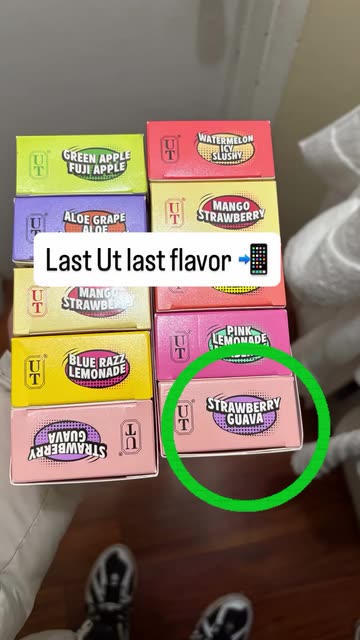 UT
GREEN APPLE
FUJI APPLE
UT
WATERMELON
ICY
SLUSHY
UT
ALOE GRAPE
ALOE
UT
MANGO
STRAWBERRY
Last Ut last flavor
UT
MANGO
STRAWBERRY
UT
BLUE RAZZ
LEMONADE
UT
PINK
LEMONADE
STRAWBERRY
GUAVA
UT
UT
STRAWBERRY
GUAVA